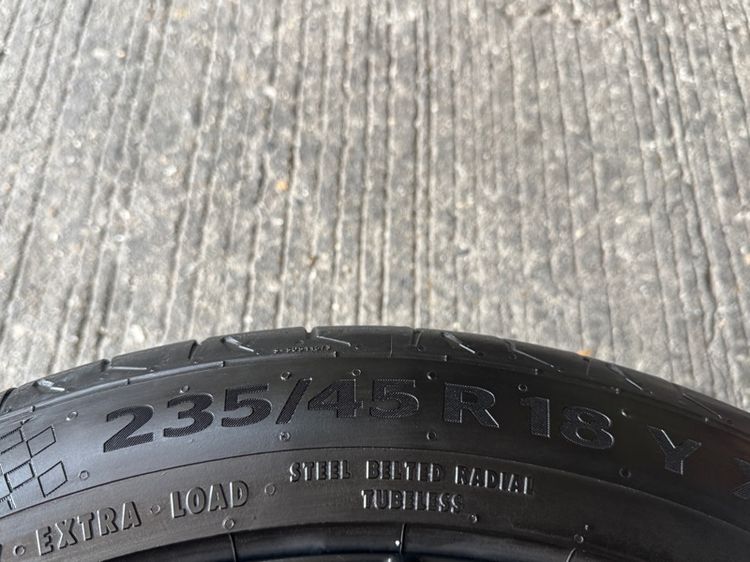 235/45 R 18 Y
EXTRA · LOAD
STEEL BELTED RADIAL
TUBELESS